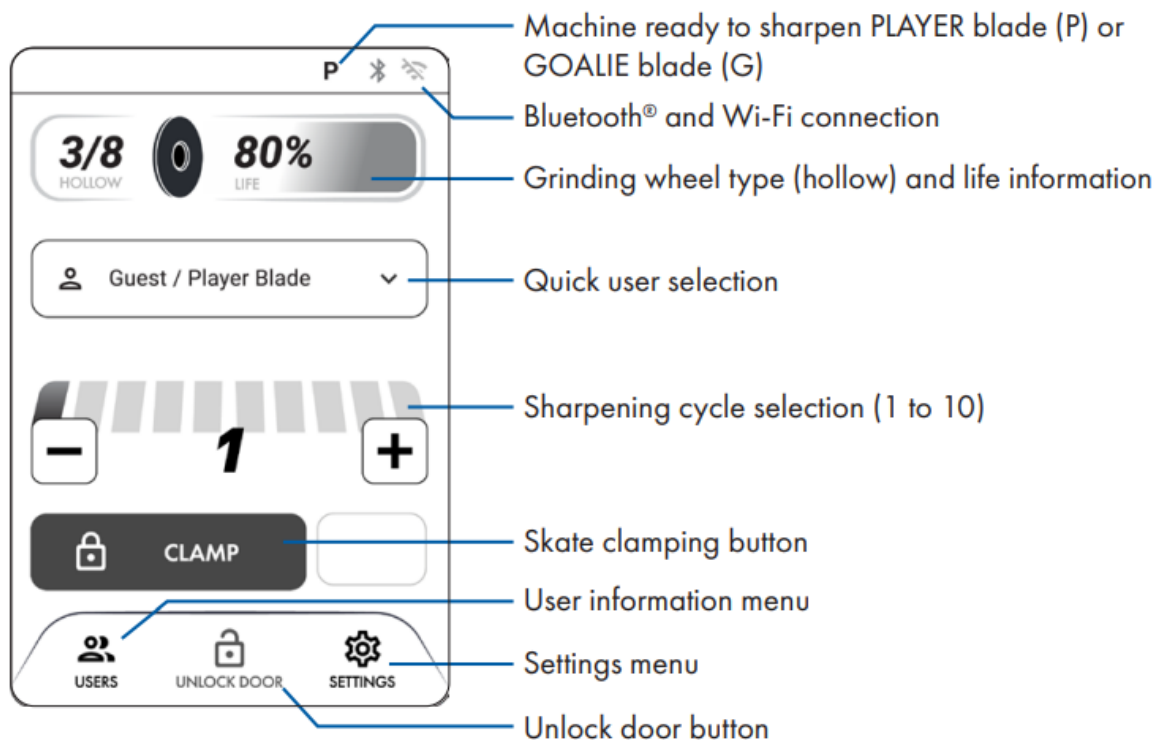 Machine ready to sharpen PLAYER blade (P) or
GOALIE blade (G)
P
Bluetooth® and Wi-Fi connection
3/8
HOLLOW
80%
LIFE
Grinding wheel type (hollow) and life information
Guest / Player Blade
Quick user selection
Sharpening cycle selection (1 to 10)
1
CLAMP
Skate clamping button
User information menu
USERS
UNLOCK DOOR
SETTINGS
Settings menu
Unlock door button